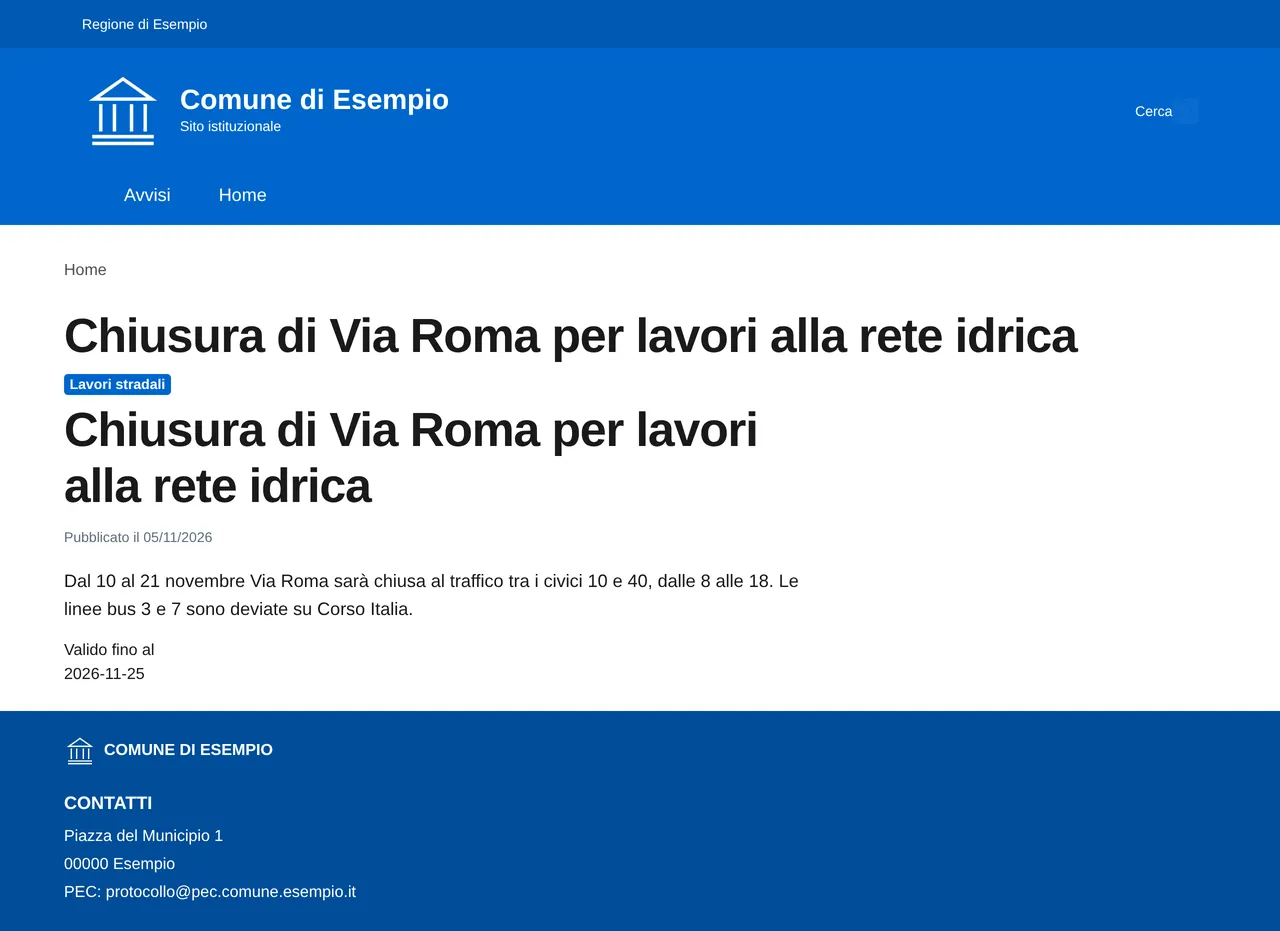 Regione di Esempio
Comune di Esempio
Sito istituzionale
Cerca
Avvisi
Home
Home
Chiusura di Via Roma per lavori alla rete idrica
Lavori stradali
Chiusura di Via Roma per lavori
alla rete idrica
Pubblicato il 05/11/2026
Dal 10 al 21 novembre Via Roma sarà chiusa al traffico tra i civici 10 e 40, dalle 8 alle 18. Le
linee bus 3 e 7 sono deviate su Corso Italia.
Valido fino al
2026-11-25
COMUNE DI ESEMPIO
CONTATTI
Piazza del Municipio 1
00000 Esempio
PEC: protocollo@pec.comune.esempio.it